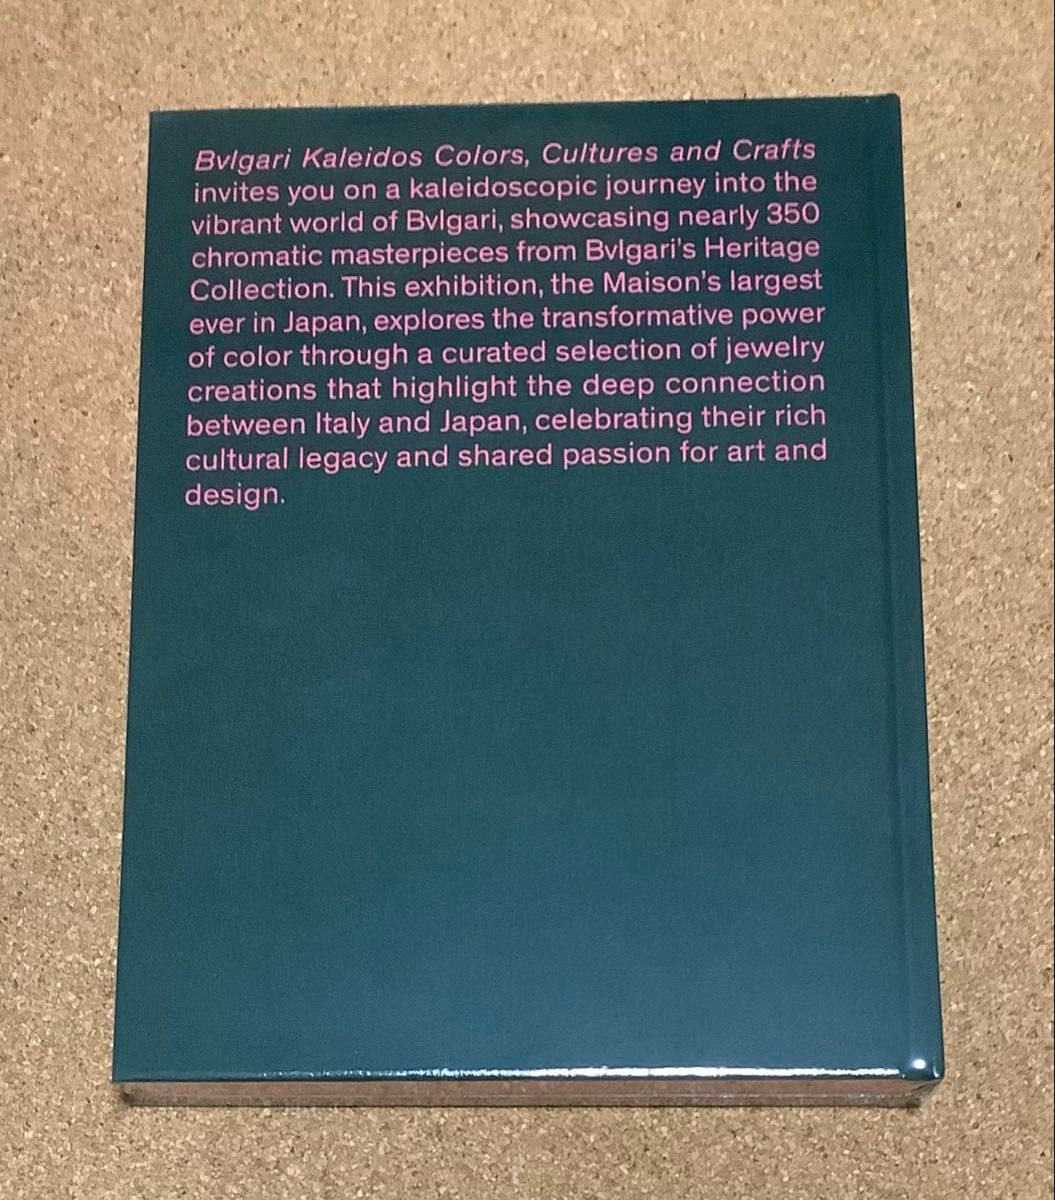 Bvlgari Kaleidos Colors, Cultures and Crafts
invites you on a kaleidoscopic journey into the
vibrant world of Bvlgari, showcasing nearly 350
chromatic masterpieces from Bvlgari's Heritage
Collection. This exhibition, the Maison's largest
ever in Japan, explores the transformative power
of color through a curated selection of jewelry
creations that highlight the deep connection
between Italy and Japan, celebrating their rich
cultural legacy and shared passion for art and
design.